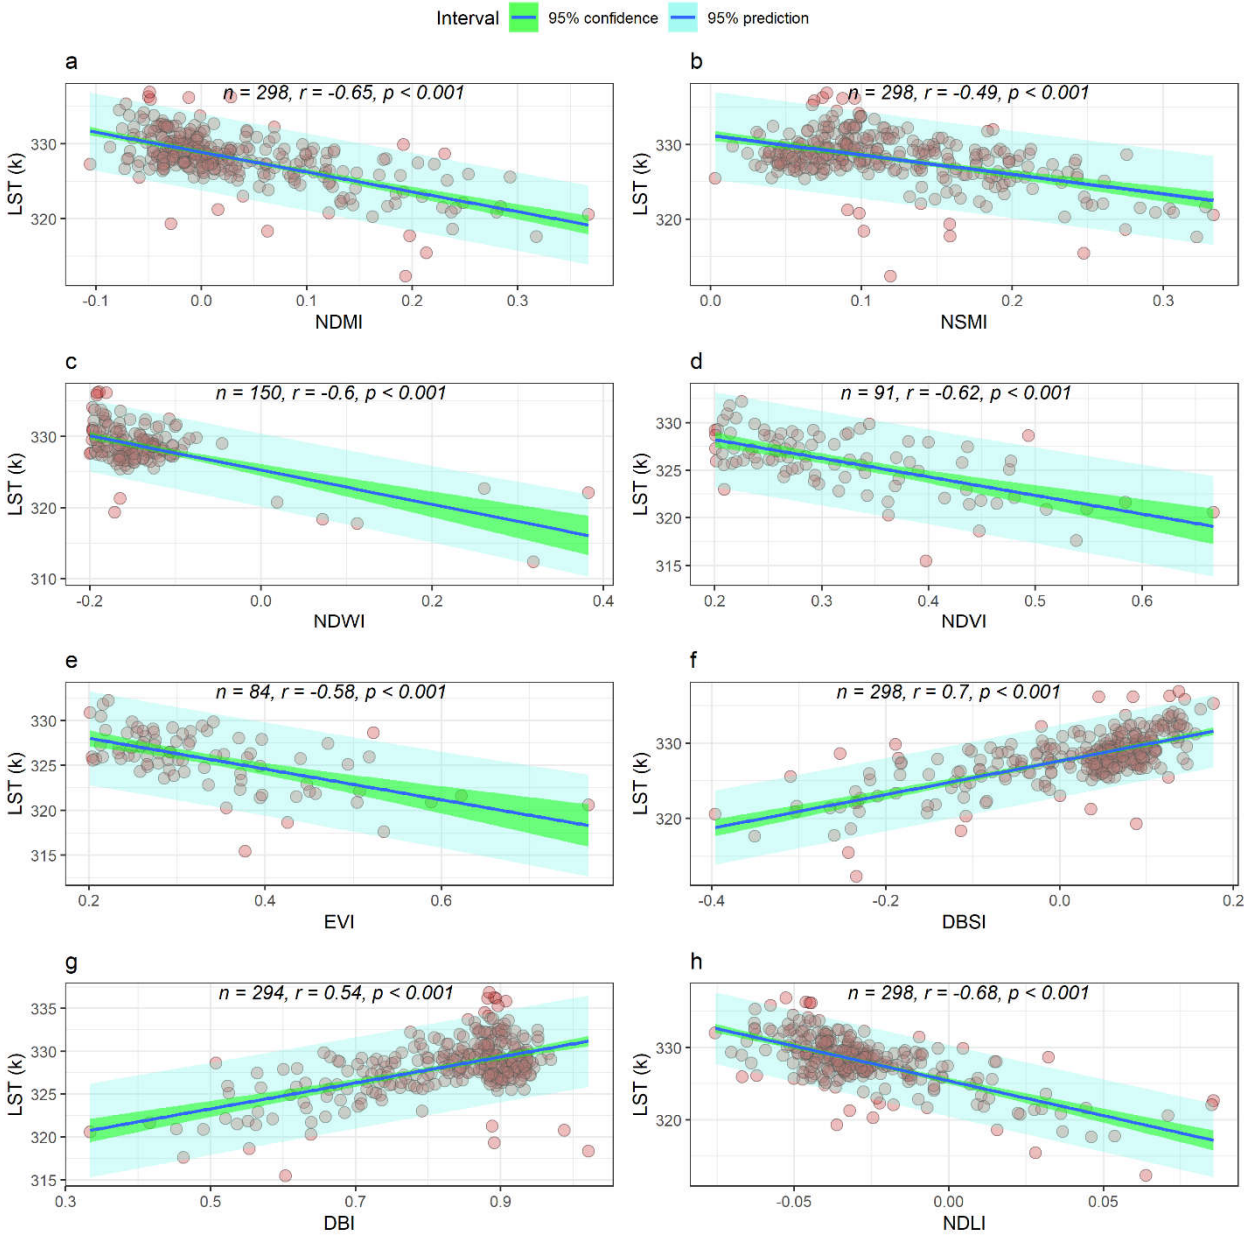 Interval 95% confidence 95% prediction
a
n = 298, r = -0.65, p < 0.001
330
320
LST (k)
-0.1 0.0 0.1 0.2 0.3
NDMI
b
n = 298, r = -0.49, p < 0.001
330
320
LST (k)
0.0 0.1 0.2 0.3
NSMI
c
n = 150, r = -0.6, p < 0.001
330
320
310
LST (k)
-0.2 0.0 0.2 0.4
NDWI
d
n = 91, r = -0.62, p < 0.001
330
325
320
315
LST (k)
0.2 0.3 0.4 0.5 0.6
NDVI
e
n = 84, r = -0.58, p < 0.001
330
325
320
315
LST (k)
0.2 0.4 0.6
EVI
f
n = 298, r = 0.7, p < 0.001
330
320
LST (k)
-0.4 -0.2 0.0 0.2
DBSI
g
n = 294, r = 0.54, p < 0.001
335
330
325
320
315
LST (k)
0.3 0.5 0.7 0.9
DBI
h
n = 298, r = -0.68, p < 0.001
330
320
LST (k)
-0.05 0.00 0.05
NDLI